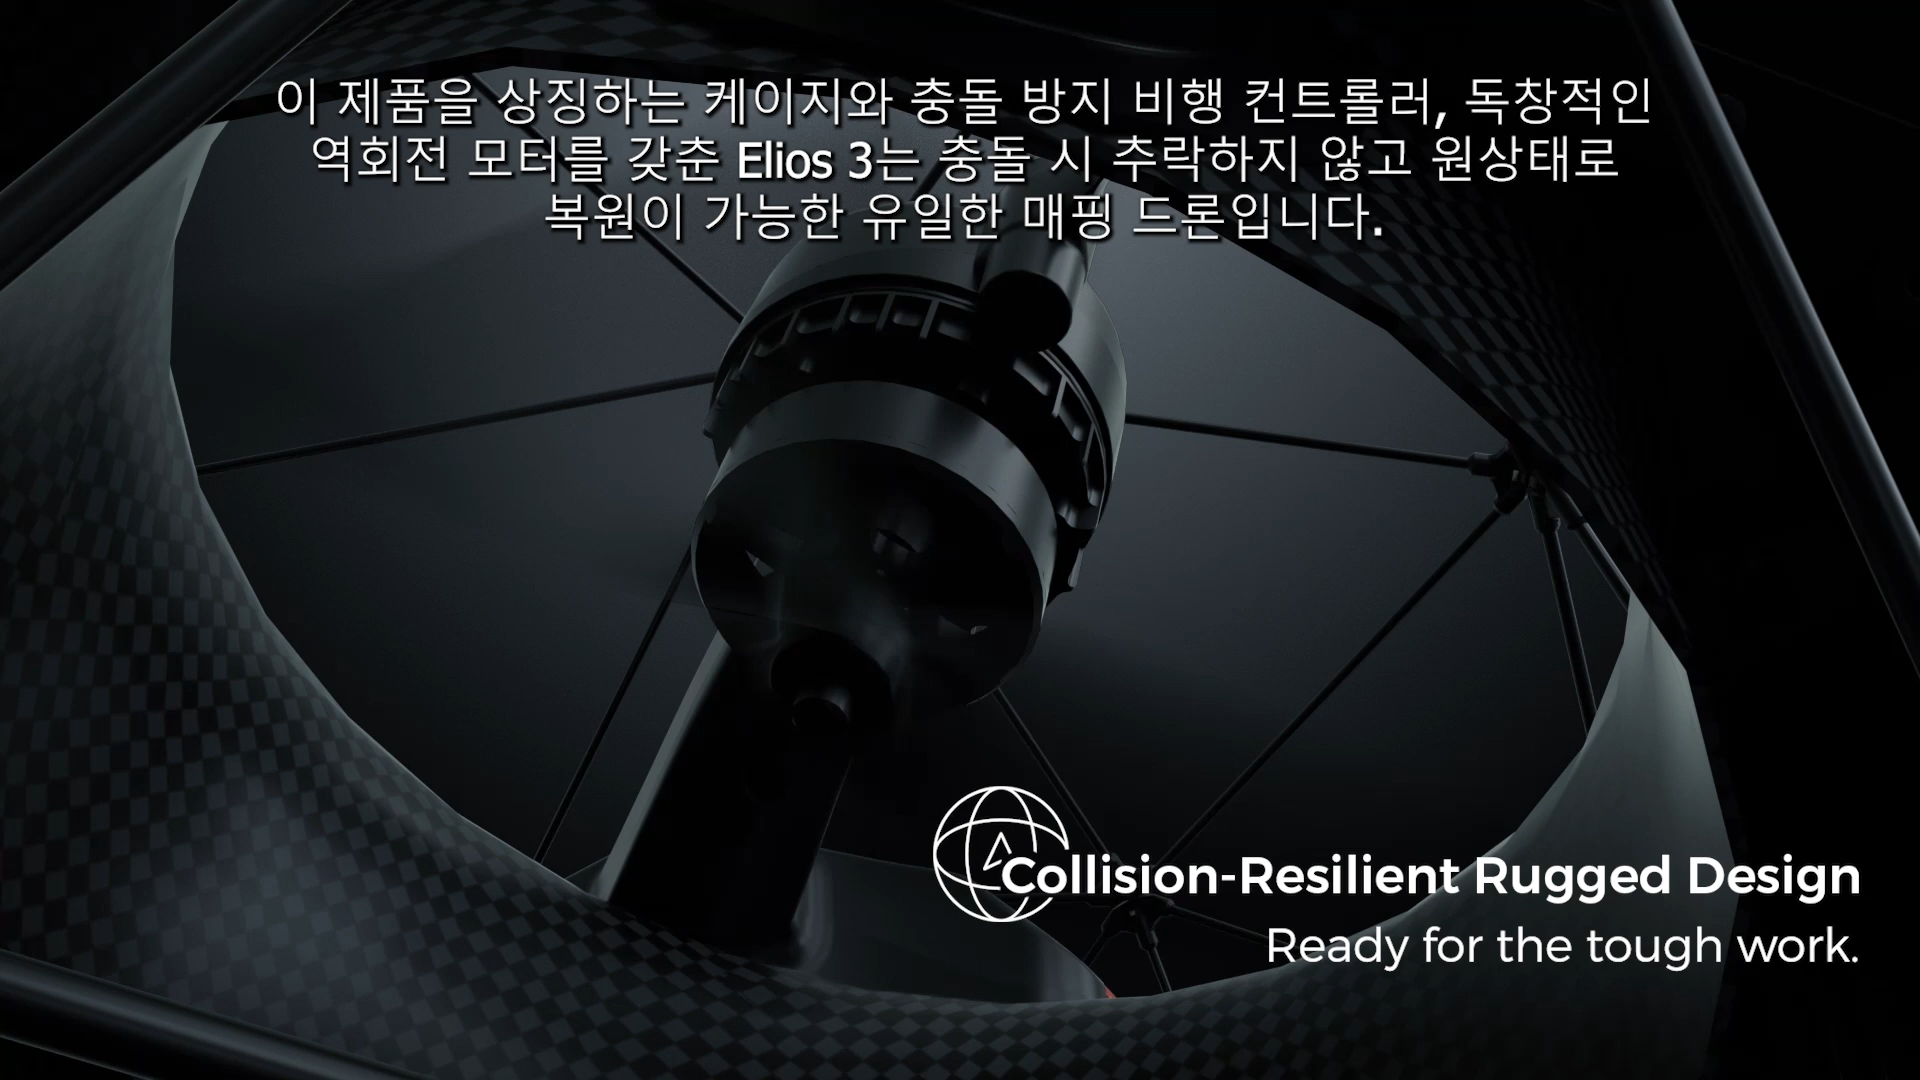 이 제품을 상징하는 케이지와 충돌 방지 비행 컨트롤러, 독창적인
역회전 모터를 갖춘 Elios 3는 충돌 시 추락하지 않고 원상태로
복원이 가능한 유일한 매핑 드론입니다.
Collision-Resilient Rugged Design
Ready for the tough work.